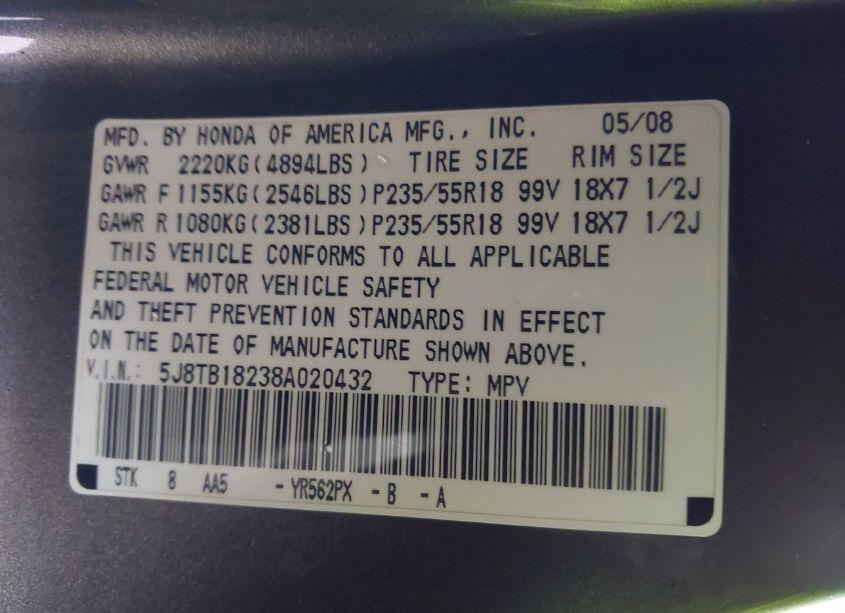 MFD. BY HONDA OF AMERICA MFG., INC. 05/08
GVWR 2220KG(4894LBS) TIRE SIZE RIM SIZE
GAWR F 1155KG(2546LBS)P235/55R18 99V 18X7 1/2J
GAWR R 1080KG(2381LBS)P235/55R18 99V 18X7 1/2J
THIS VEHICLE CONFORMS TO ALL APPLICABLE
FEDERAL MOTOR VEHICLE SAFETY
AND THEFT PREVENTION STANDARDS IN EFFECT
ON THE DATE OF MANUFACTURE SHOWN ABOVE.
V.I.N.: 5J8TB18238A020432 TYPE: MPV
STK 8 AA5 -YR562PX -B -A